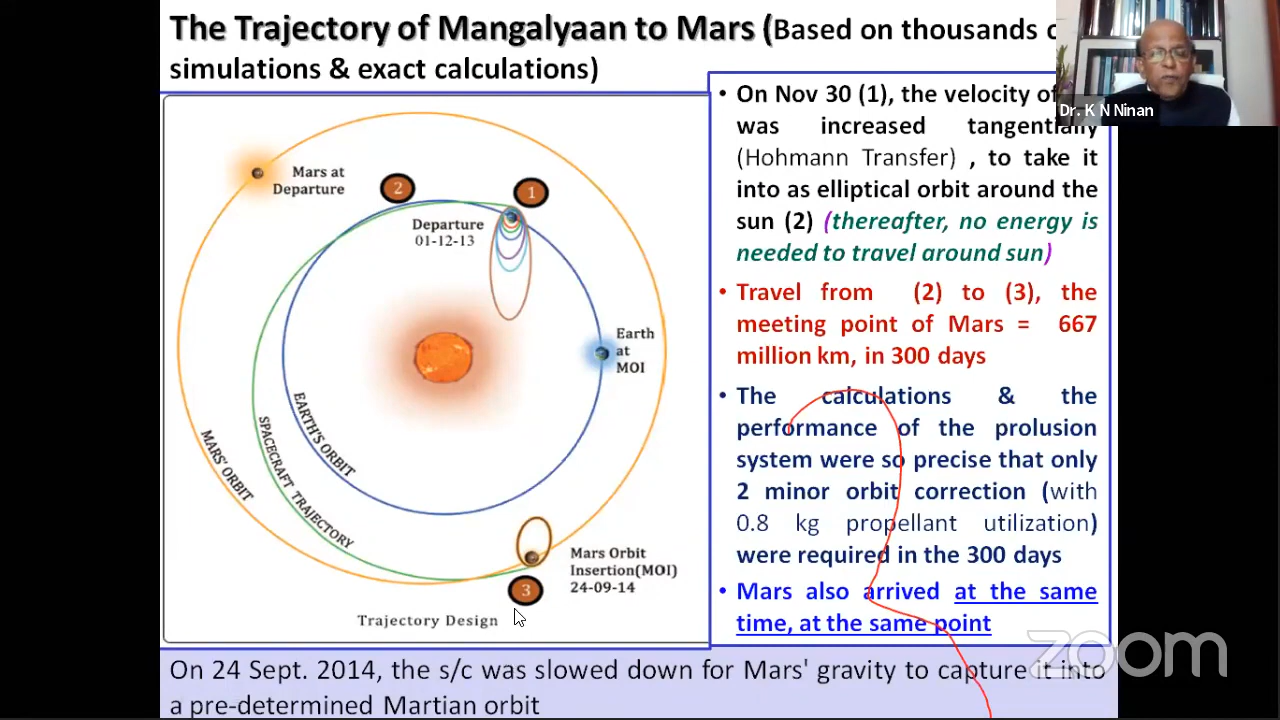 The Trajectory of Mangalyaan to Mars (Based on thousands
simulations & exact calculations)
Dr. K N Ninan
Mars at
Departure
2
1
Departure
01-12-13
Earth
at
MOI
EARTH'S ORBIT
SPACECRAFT TRAJECTORY
MARS' ORBIT
Mars Orbit
Insertion(MOI)
24-09-14
3
Trajectory Design
• On Nov 30 (1), the velocity of
was increased tangentially
(Hohmann Transfer) , to take it
into as elliptical orbit around the
sun (2) (thereafter, no energy is
needed to travel around sun)
• Travel from (2) to (3), the
meeting point of Mars = 667
million km, in 300 days
• The calculations & the
performance of the prolusion
system were so precise that only
2 minor orbit correction (with
0.8 kg propellant utilization)
were required in the 300 days
• Mars also arrived at the same
time, at the same point
zoom
On 24 Sept. 2014, the s/c was slowed down for Mars' gravity to capture it into
a pre-determined Martian orbit